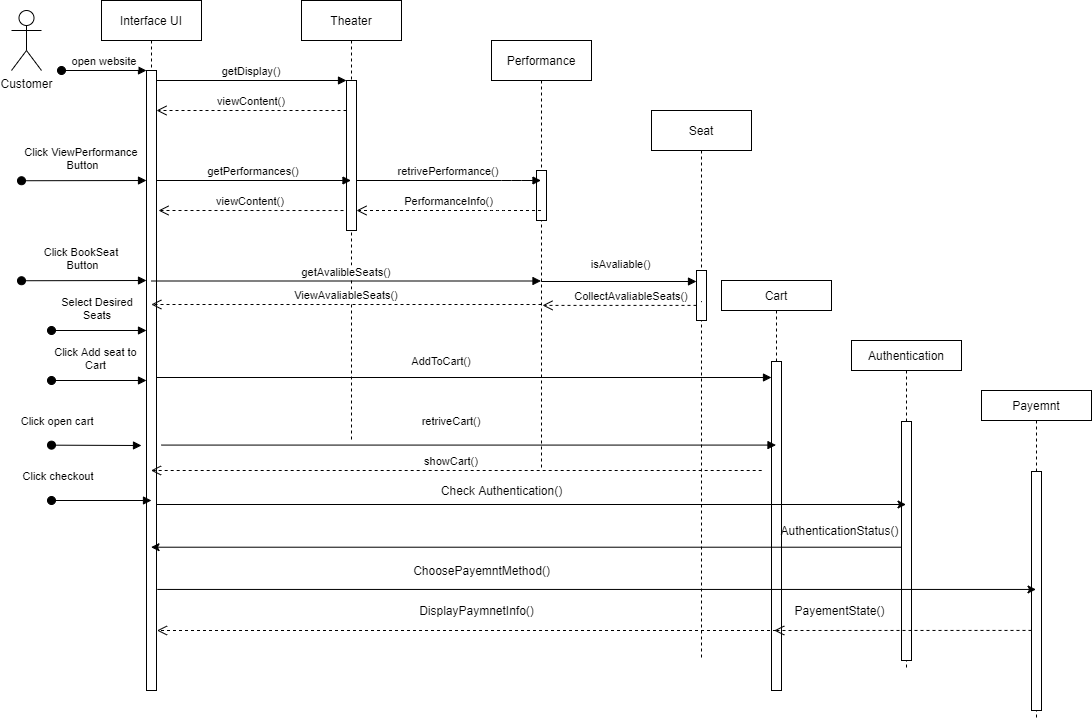 Interface UI
Theater
Performance
Seat
Customer
open website
getDisplay()
viewContent()
Click ViewPerformance
Button
getPerformances()
retrivePerformance()
viewContent()
PerformanceInfo()
Click BookSeat
Button
getAvalibleSeats()
isAvaliable()
Cart
Select Desired
Seats
ViewAvaliableSeats()
CollectAvaliableSeats()
Click Add seat to
Cart
AddToCart()
Authentication
Payemnt
Click open cart
retriveCart()
showCart()
Click checkout
Check Authentication()
AuthenticationStatus()
ChoosePayemntMethod()
DisplayPaymnetInfo()
PayementState()